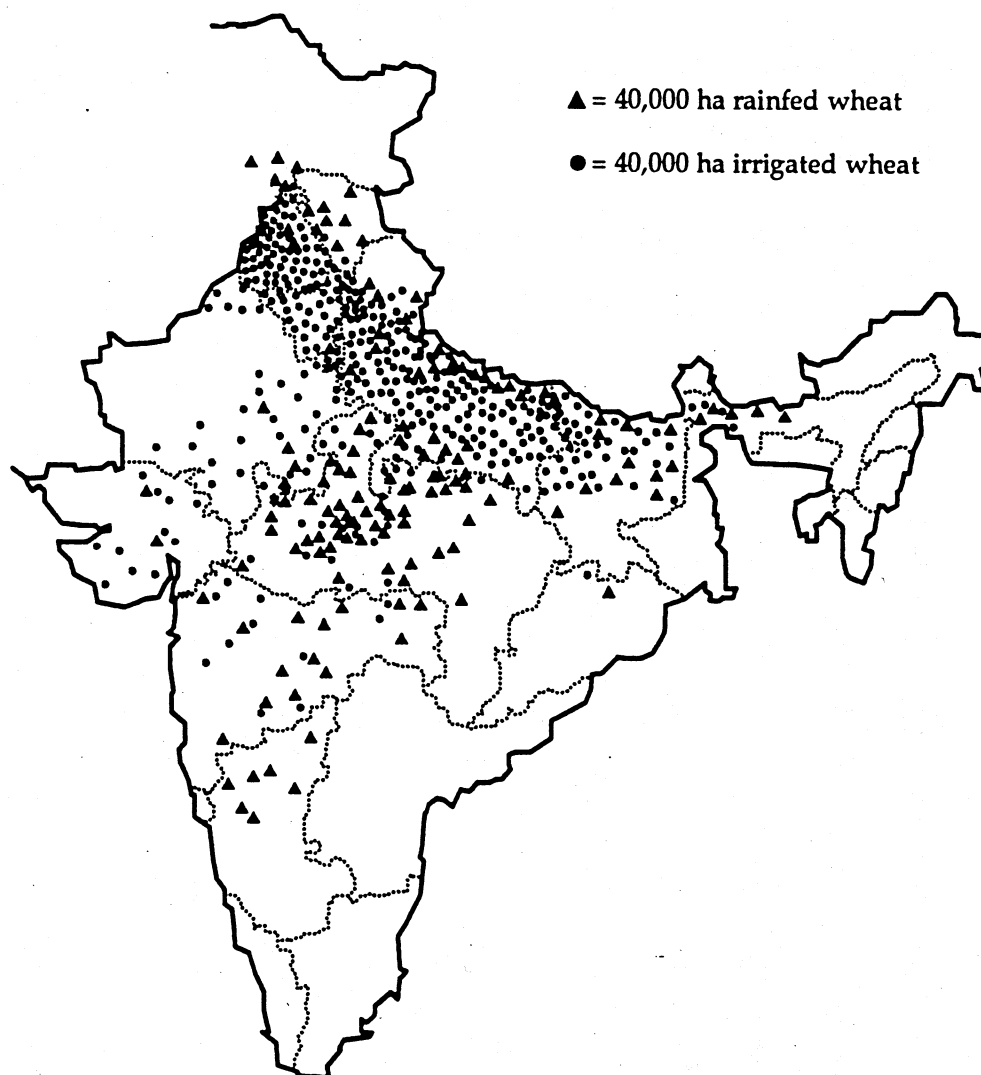 ▲ = 40,000 ha rainfed wheat
● = 40,000 ha irrigated wheat